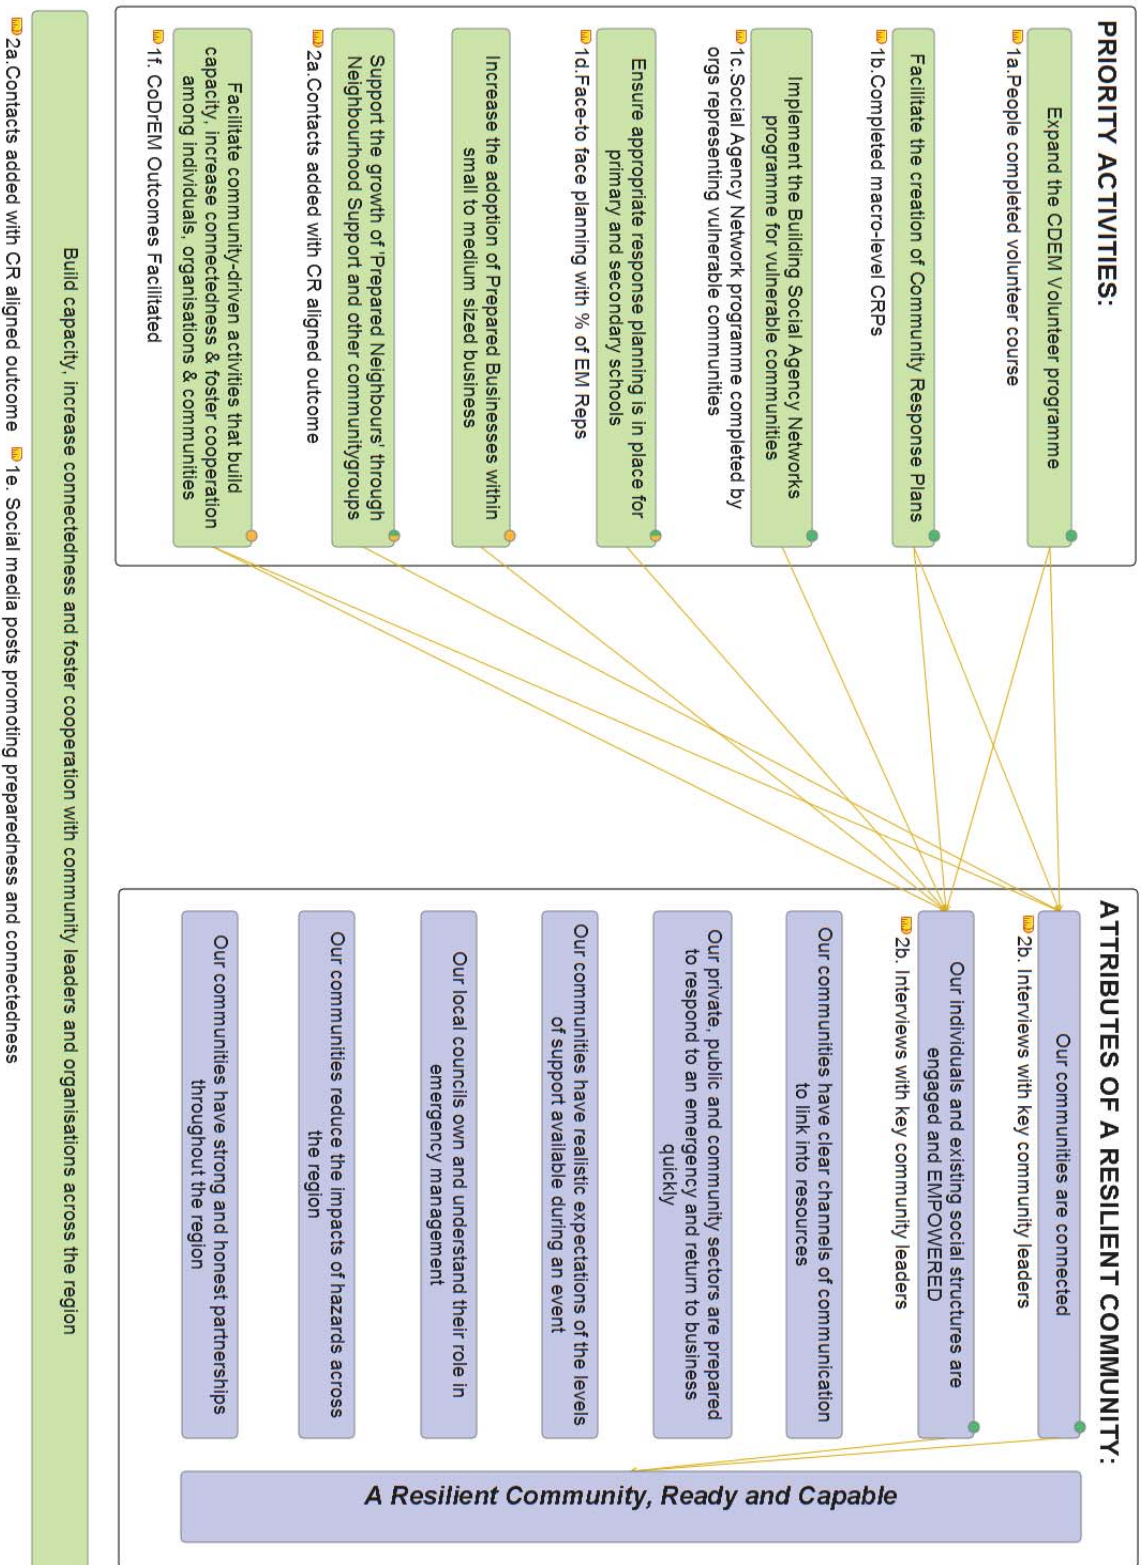 PRIORITY ACTIVITIES:
Expand the CDEM Volunteer programme
1a.People completed volunteer course
Facilitate the creation of Community Response Plans
1b.Completed macro-level CRPs
Implement the Building Social Agency Networks
programme for vulnerable communities
1c.Social Agency Network programme completed by
orgs representing vulnerable communities
Ensure appropriate response planning is in place for
primary and secondary schools
1d.Face-to face planning with % of EM Reps
Increase the adoption of Prepared Businesses within
small to medium sized business
Support the growth of 'Prepared Neighbours' through
Neighbourhood Support and other communitygroups
2a.Contacts added with CR aligned outcome
Facilitate community-driven activities that build
capacity, increase connectedness & foster cooperation
among individuals, organisations & communities
1f. CoDrEM Outcomes Facilitated
ATTRIBUTES OF A RESILIENT COMMUNITY:
Our communities are connected
2b. Interviews with key community leaders
Our individuals and existing social structures are
engaged and EMPOWERED
2b. Interviews with key community leaders
Our communities have clear channels of communication
to link into resources
Our private, public and community sectors are prepared
to respond to an emergency and return to business
quickly
Our communities have realistic expectations of the levels
of support available during an event
Our local councils own and understand their role in
emergency management
Our communities reduce the impacts of hazards across
the region
Our communities have strong and honest partnerships
throughout the region
A Resilient Community, Ready and Capable
Build capacity, increase connectedness and foster cooperation with community leaders and organisations across the region
2a.Contacts added with CR aligned outcome 1e. Social media posts promoting preparedness and connectedness